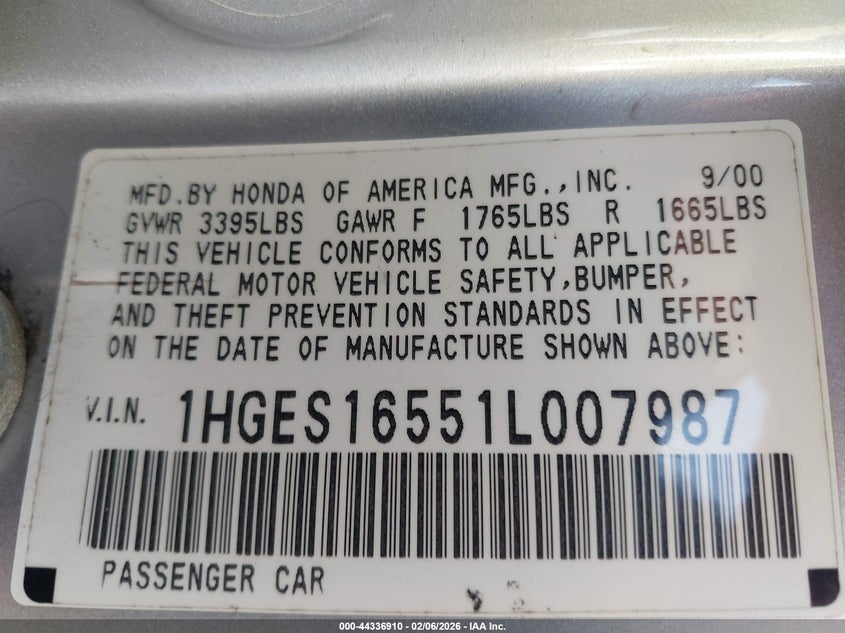 MFD.BY HONDA OF AMERICA MFG.,INC. 9/00
GVWR 3395LBS GAWR F 1765LBS R 1665LBS
THIS VEHICLE CONFORMS TO ALL APPLICABLE
FEDERAL MOTOR VEHICLE SAFETY,BUMPER,
AND THEFT PREVENTION STANDARDS IN EFFECT
ON THE DATE OF MANUFACTURE SHOWN ABOVE:
V.I.N. 1HGES16551L007987
PASSENGER CAR
000-44336910 - 02/06/2026 - IAA Inc.